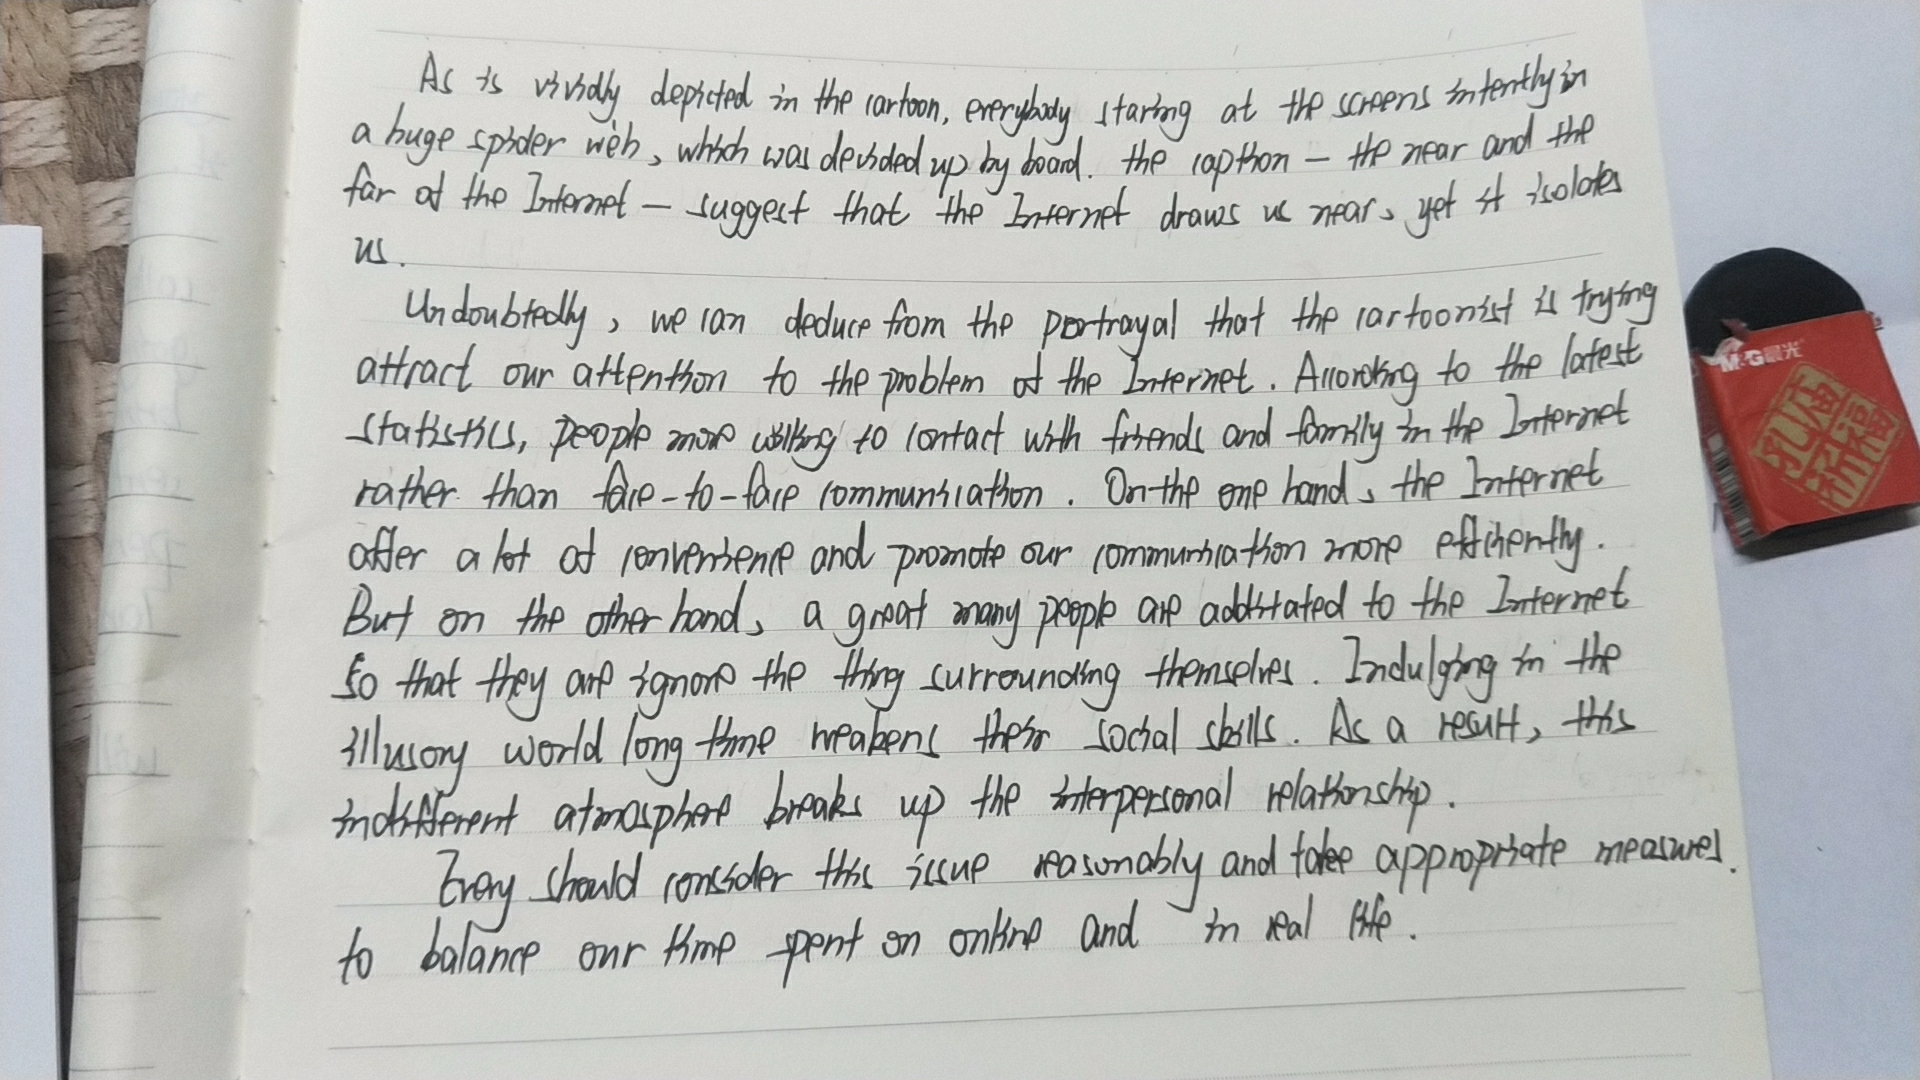 As is vividly depicted in the cartoon, everybody staring at the screens intently in
a huge spider web, which was devided up by board. the caption – the near and the
far of the Internet – suggest that the Internet draws us near, yet it isolates
us.
Undoubtedly, we can deduce from the portrayal that the cartoonist is trying
attract our attention to the problem of the Internet. According to the latest
statistics, people more willing to contact with friends and family in the Internet
rather than face-to-face communication. On the one hand, the Internet
offer a lot of convenience and promote our communication more efficiently.
But on the other hand, a great many people are addictated to the Internet
so that they are ignore the thing surrounding themselves. Indulging in the
illusory world long time weakens their social skills. As a result, this
indifferent atmosphere breaks up the interpersonal relationship.
Every should consider this issue reasonably and take appropriate measures.
to balance our time spent on online and in real life.
M&G晨光
孔庙祈福